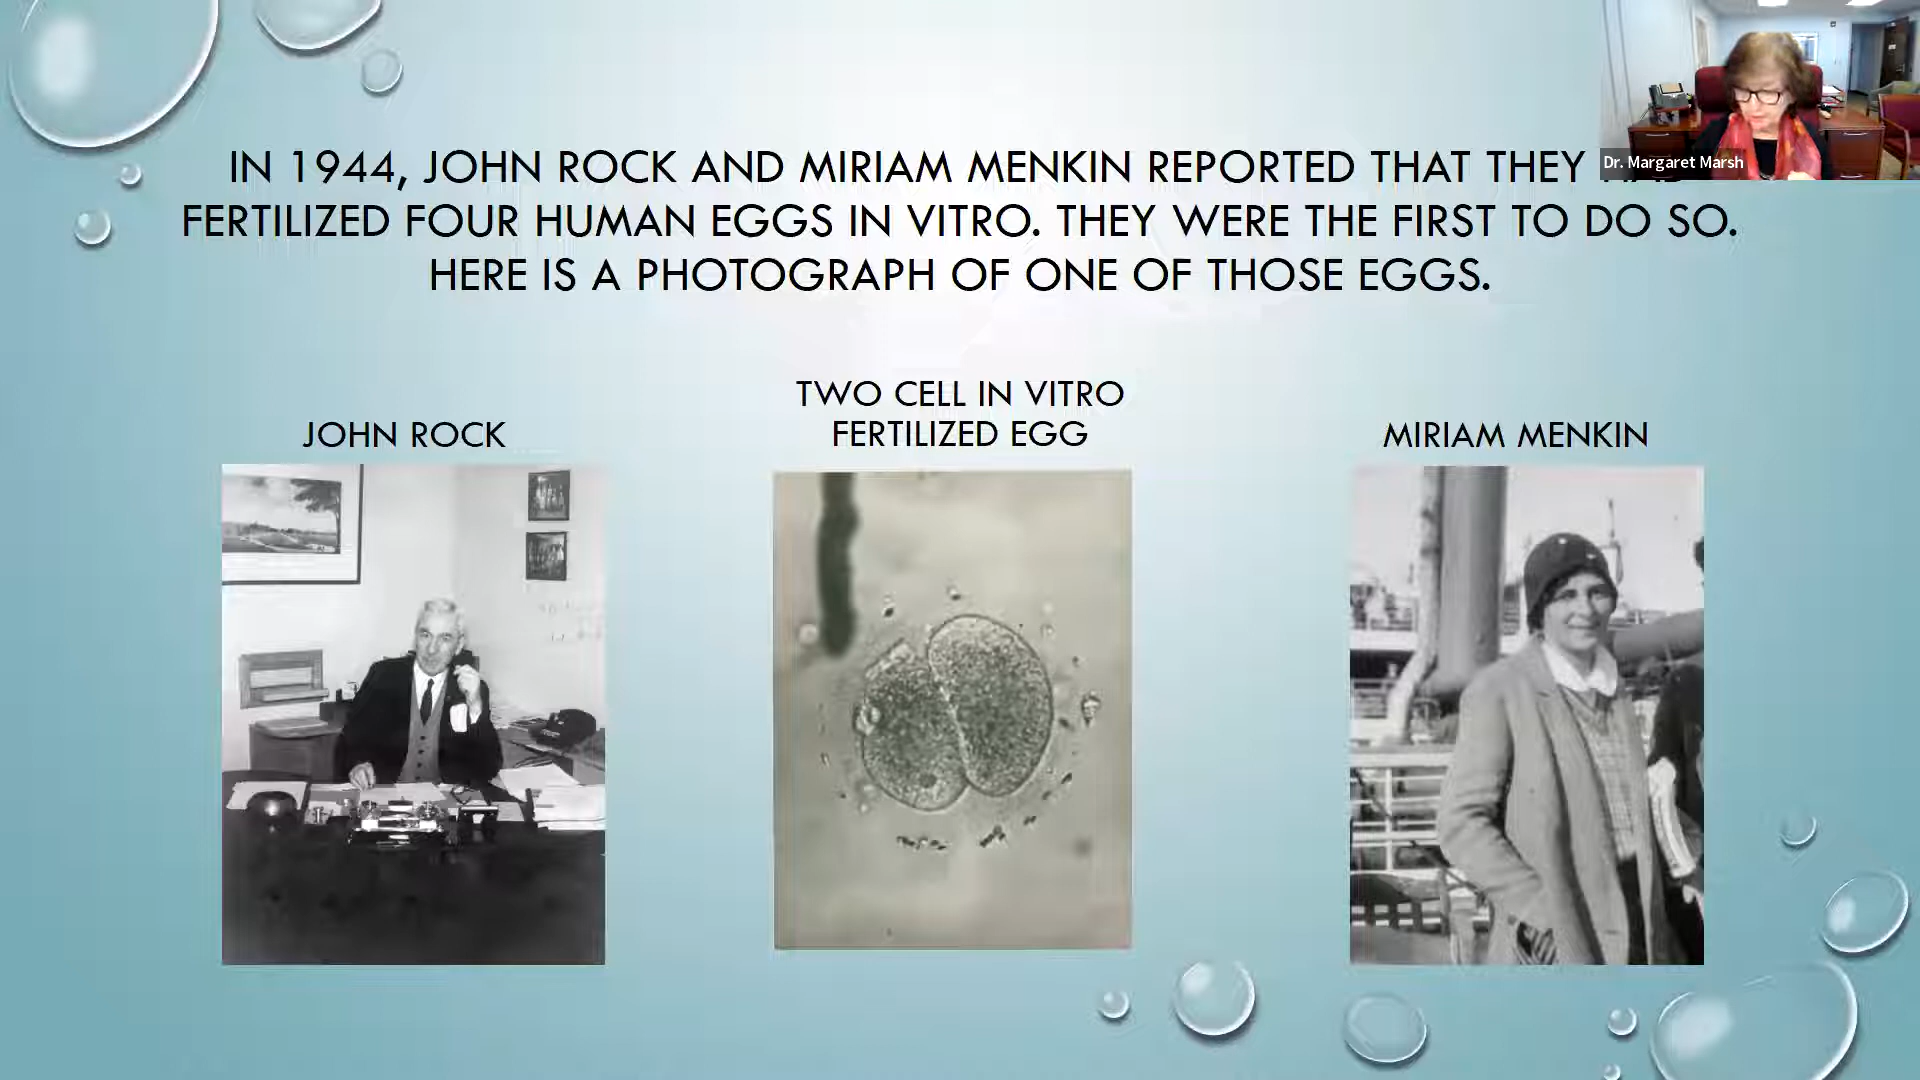 IN 1944, JOHN ROCK AND MIRIAM MENKIN REPORTED THAT THEY
Dr. Margaret Marsh
FERTILIZED FOUR HUMAN EGGS IN VITRO. THEY WERE THE FIRST TO DO SO.
HERE IS A PHOTOGRAPH OF ONE OF THOSE EGGS.
JOHN ROCK
TWO CELL IN VITRO
FERTILIZED EGG
MIRIAM MENKIN